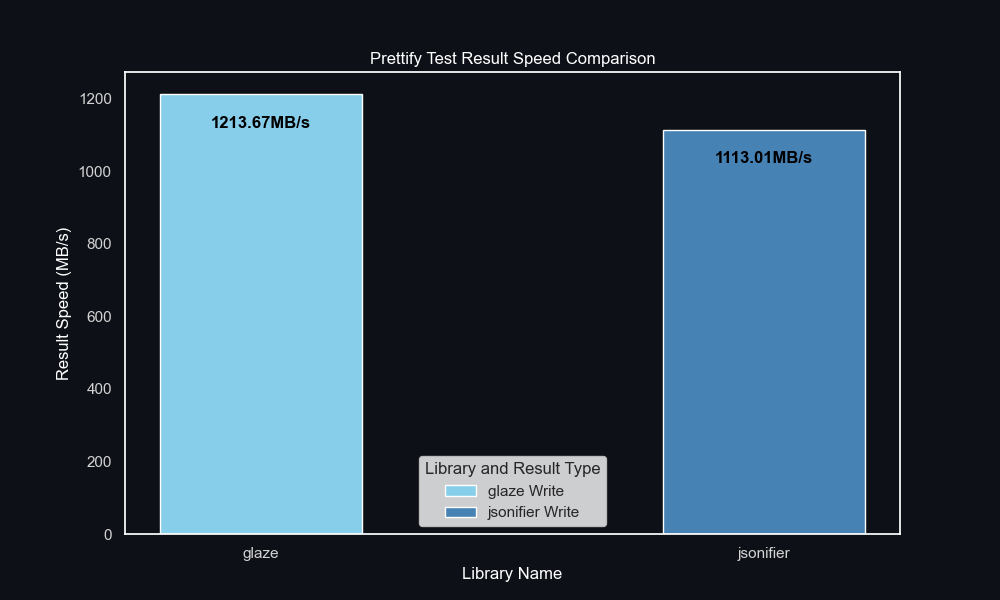 Prettify Test Result Speed Comparison
1200
1000
800
600
400
200
0
Result Speed (MB/s)
1213.67MB/s
1113.01MB/s
Library and Result Type
glaze Write
jsonifier Write
glaze
jsonifier
Library Name